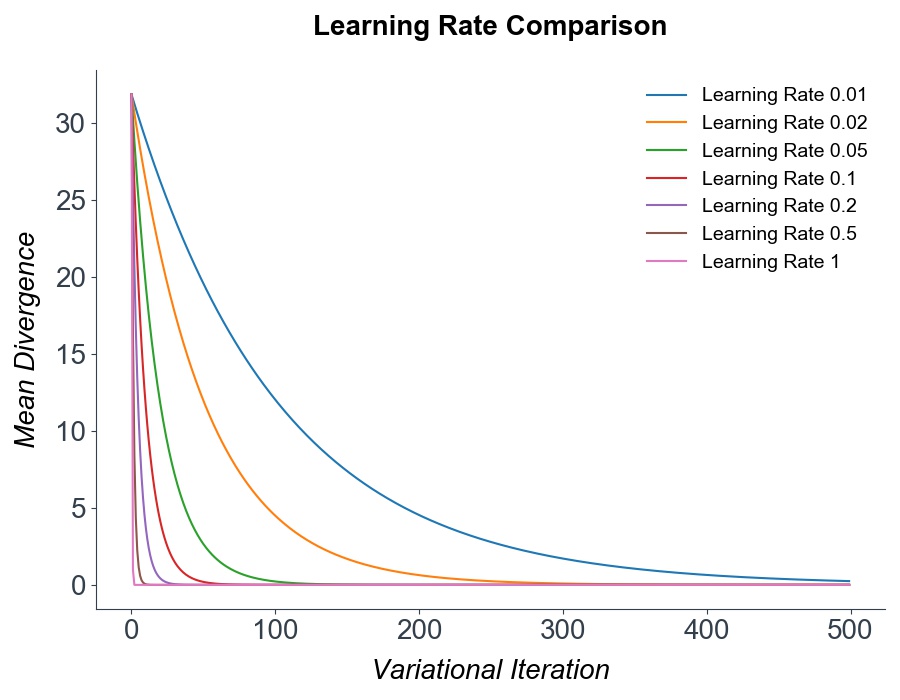 Learning Rate Comparison
Learning Rate 0.01
Learning Rate 0.02
Learning Rate 0.05
Learning Rate 0.1
Learning Rate 0.2
Learning Rate 0.5
Learning Rate 1
Mean Divergence
30
25
20
15
10
5
0
0 100 200 300 400 500
Variational Iteration